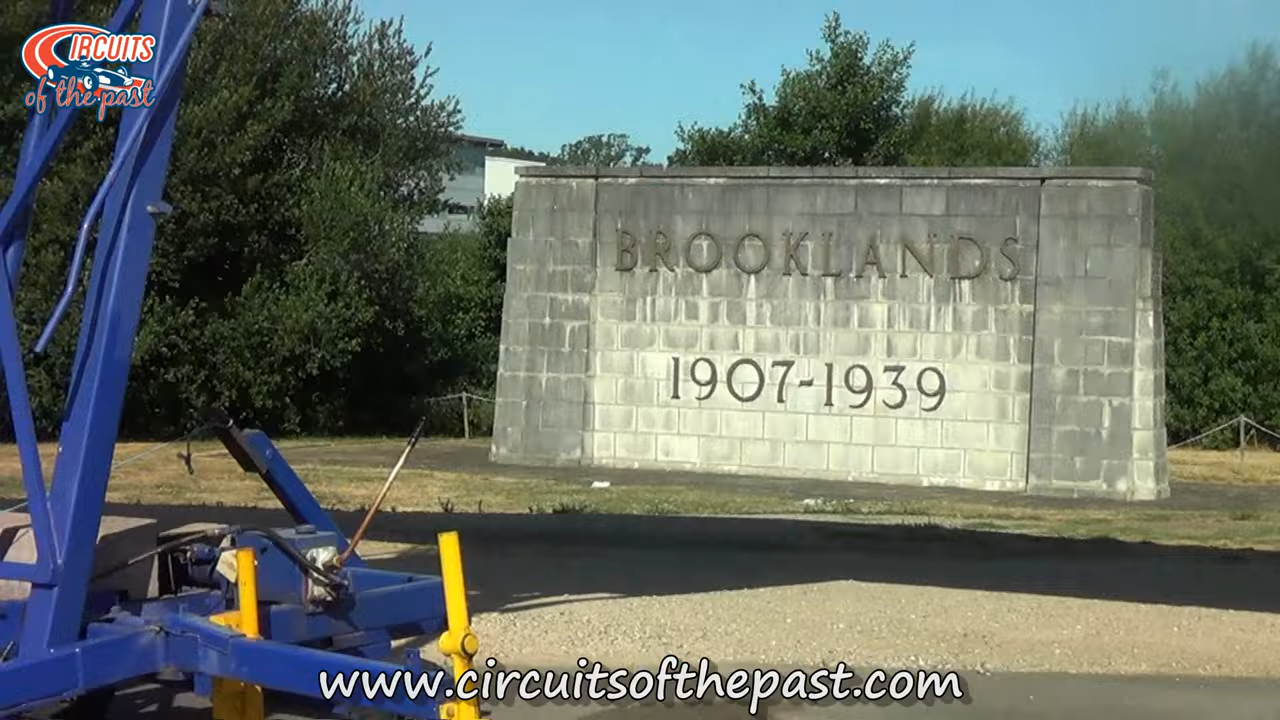 CIRCUITS
of the past
BROOKLANDS
1907-1939
www.circuitsofthepast.com